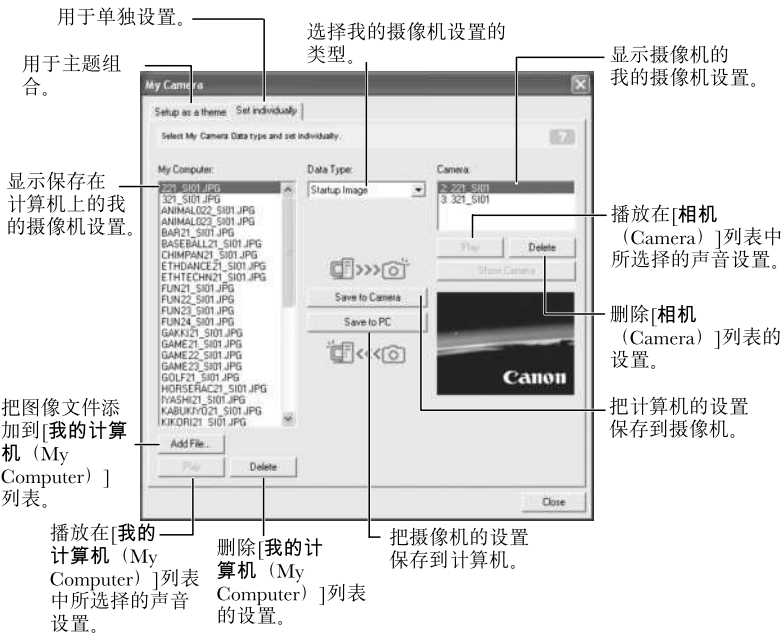 用于单独设置。
用于主题组
合。
选择我的摄像机设置的
类型。
显示摄像机的
我的摄像机设置。
显示保存在
计算机上的我
的摄像机设置。
My Camera
Setup as a theme
Set individually
Select My Camera Data type and set individually.
?
My Computer:
221_SI01.JPG
321_SI01.JPG
ANIMAL022_SI01.JPG
ANIMAL023_SI01.JPG
BAR21_SI01.JPG
BASEBALL21_SI01.JPG
CHIMPAN21_SI01.JPG
ETHDANCE21_SI01.JPG
ETHTECHN21_SI01.JPG
FUN21_SI01.JPG
FUN22_SI01.JPG
FUN23_SI01.JPG
FUN24_SI01.JPG
GAKKI21_SI01.JPG
GAME21_SI01.JPG
GAME22_SI01.JPG
GAME23_SI01.JPG
GOLF21_SI01.JPG
HORSERAC21_SI01.JPG
IYASHI21_SI01.JPG
KABUKIYO21_SI01.JPG
KIKORI21_SI01.JPG
Add File...
Play
Delete
Data Type:
Startup Image
Save to Camera
Save to PC
Camera:
2: 221_SI01
3: 321_SI01
Play
Delete
Show Camera
Canon
Close
播放在[相机
（Camera）]列表中
所选择的声音设置。
删除[相机
（Camera）]列表的
设置。
把计算机的设置
保存到摄像机。
把图像文件添
加到[我的计算
机（My
Computer）]
列表。
播放在[我的
计算机（My
Computer）]列表
中所选择的声音
设置。
删除[我的计
算机（My
Computer）]列表
的设置。
把摄像机的设置
保存到计算机。